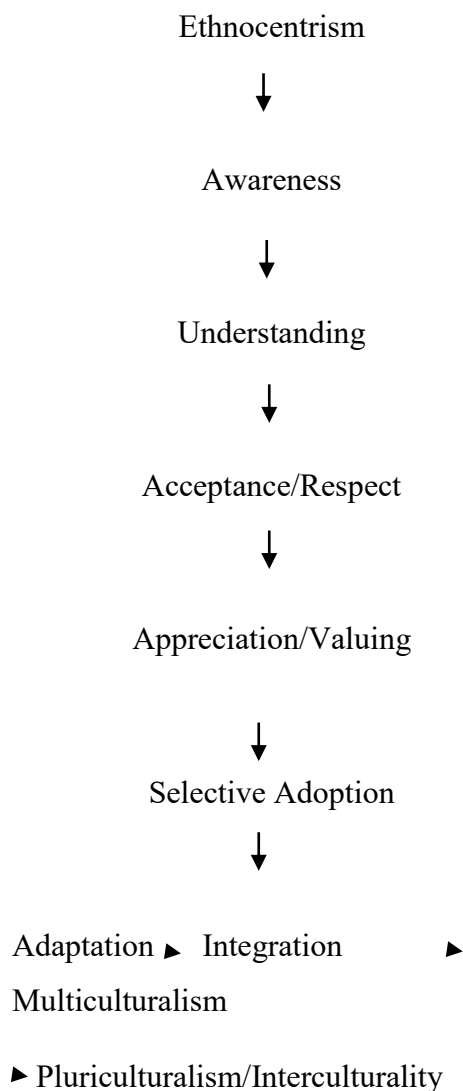 Ethnocentrism
Awareness
Understanding
Acceptance/Respect
Appreciation/Valuing
Selective Adoption
Adaptation Integration
Multiculturalism
Pluriculturalism/Interculturality